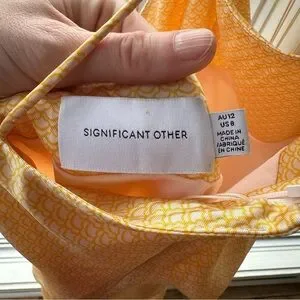 SIGNIFICANT OTHER
AU12
US 8
MADE IN
CHINA
FABRIQUÉ
EN CHINE